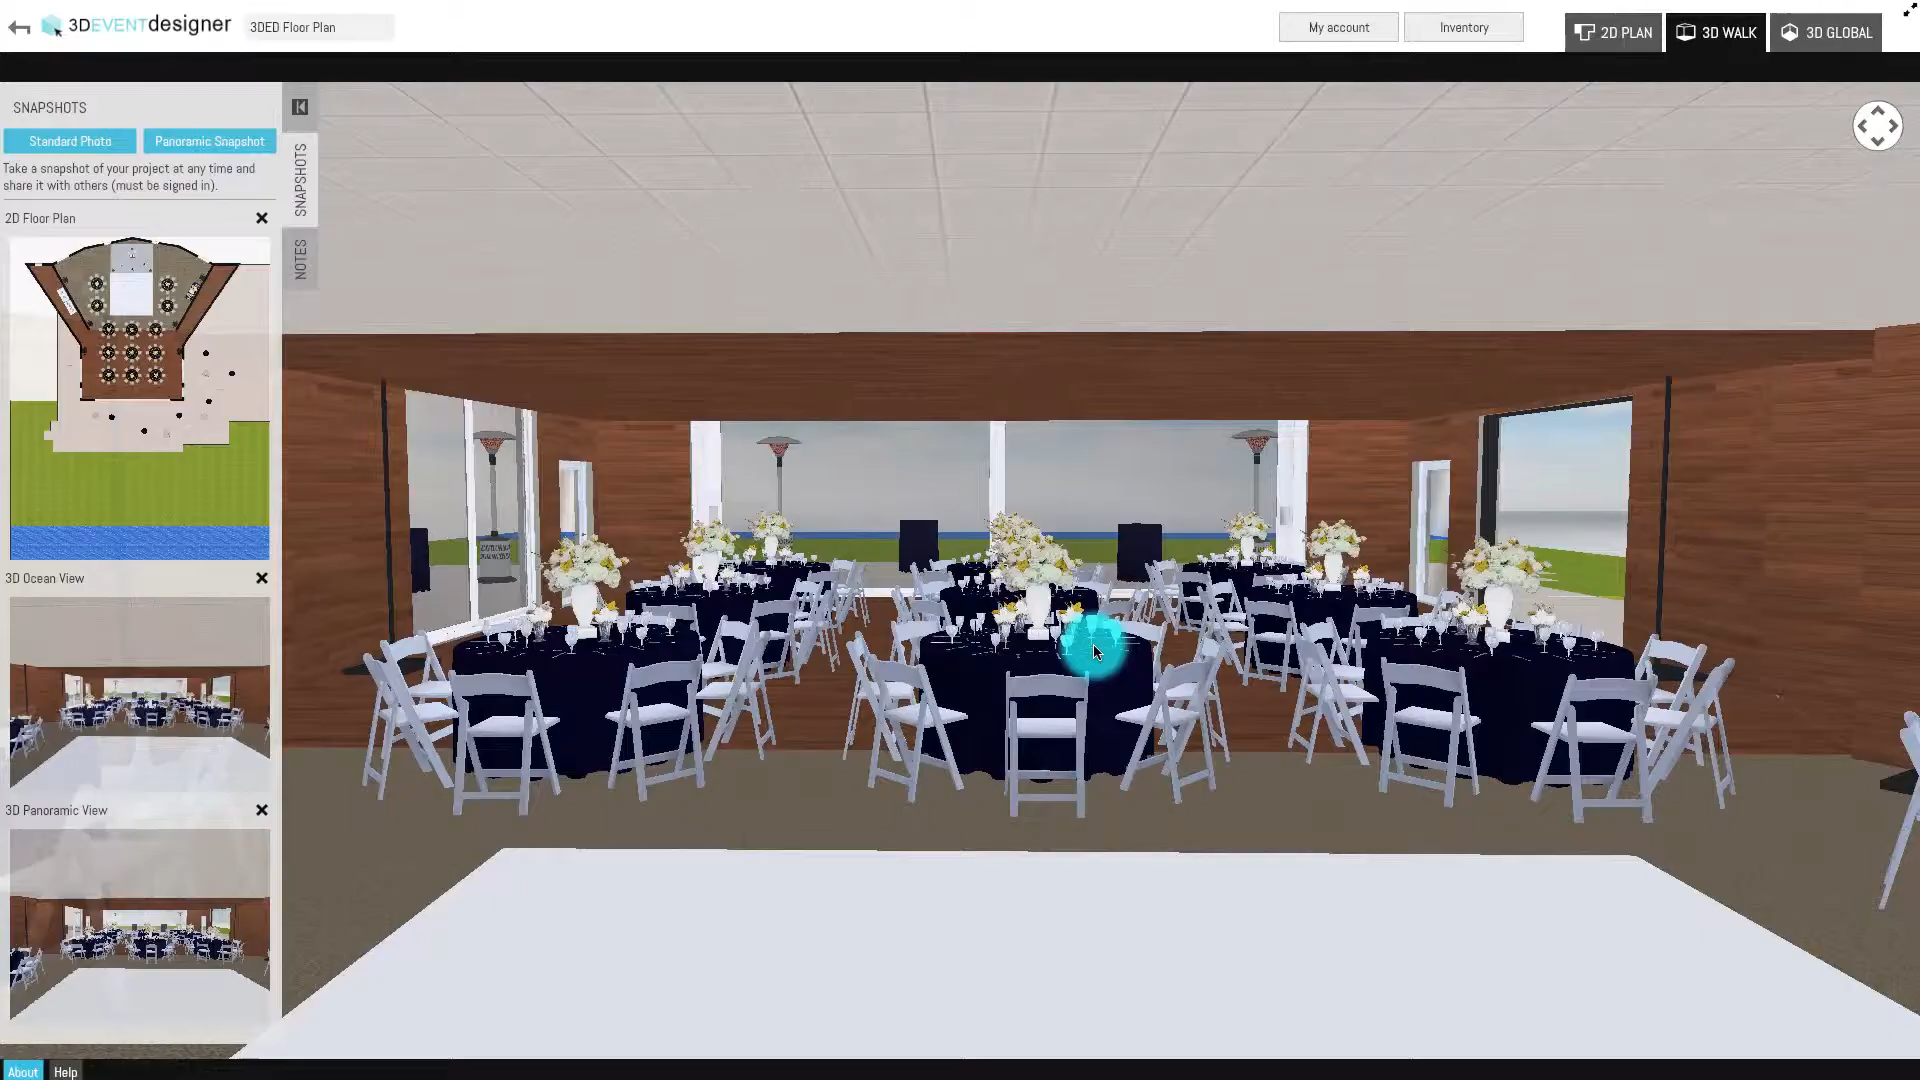 3DEVENTdesigner
3DED Floor Plan
My account
Inventory
2D PLAN
3D WALK
3D GLOBAL
SNAPSHOTS
Standard Photo
Panoramic Snapshot
Take a snapshot of your project at any time and
share it with others (must be signed in).
2D Floor Plan
3D Ocean View
3D Panoramic View
SNAPSHOTS
NOTES
About
Help